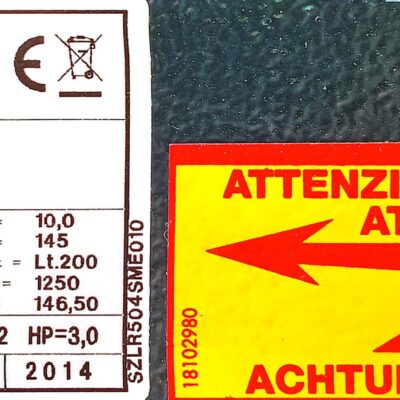 CE
= 10,0
= 145
= Lt.200
= 1250
= 146,50
2 HP=3,0
2014
SZLR504SME010
ATTENZI
AT
18102980
ACHTU